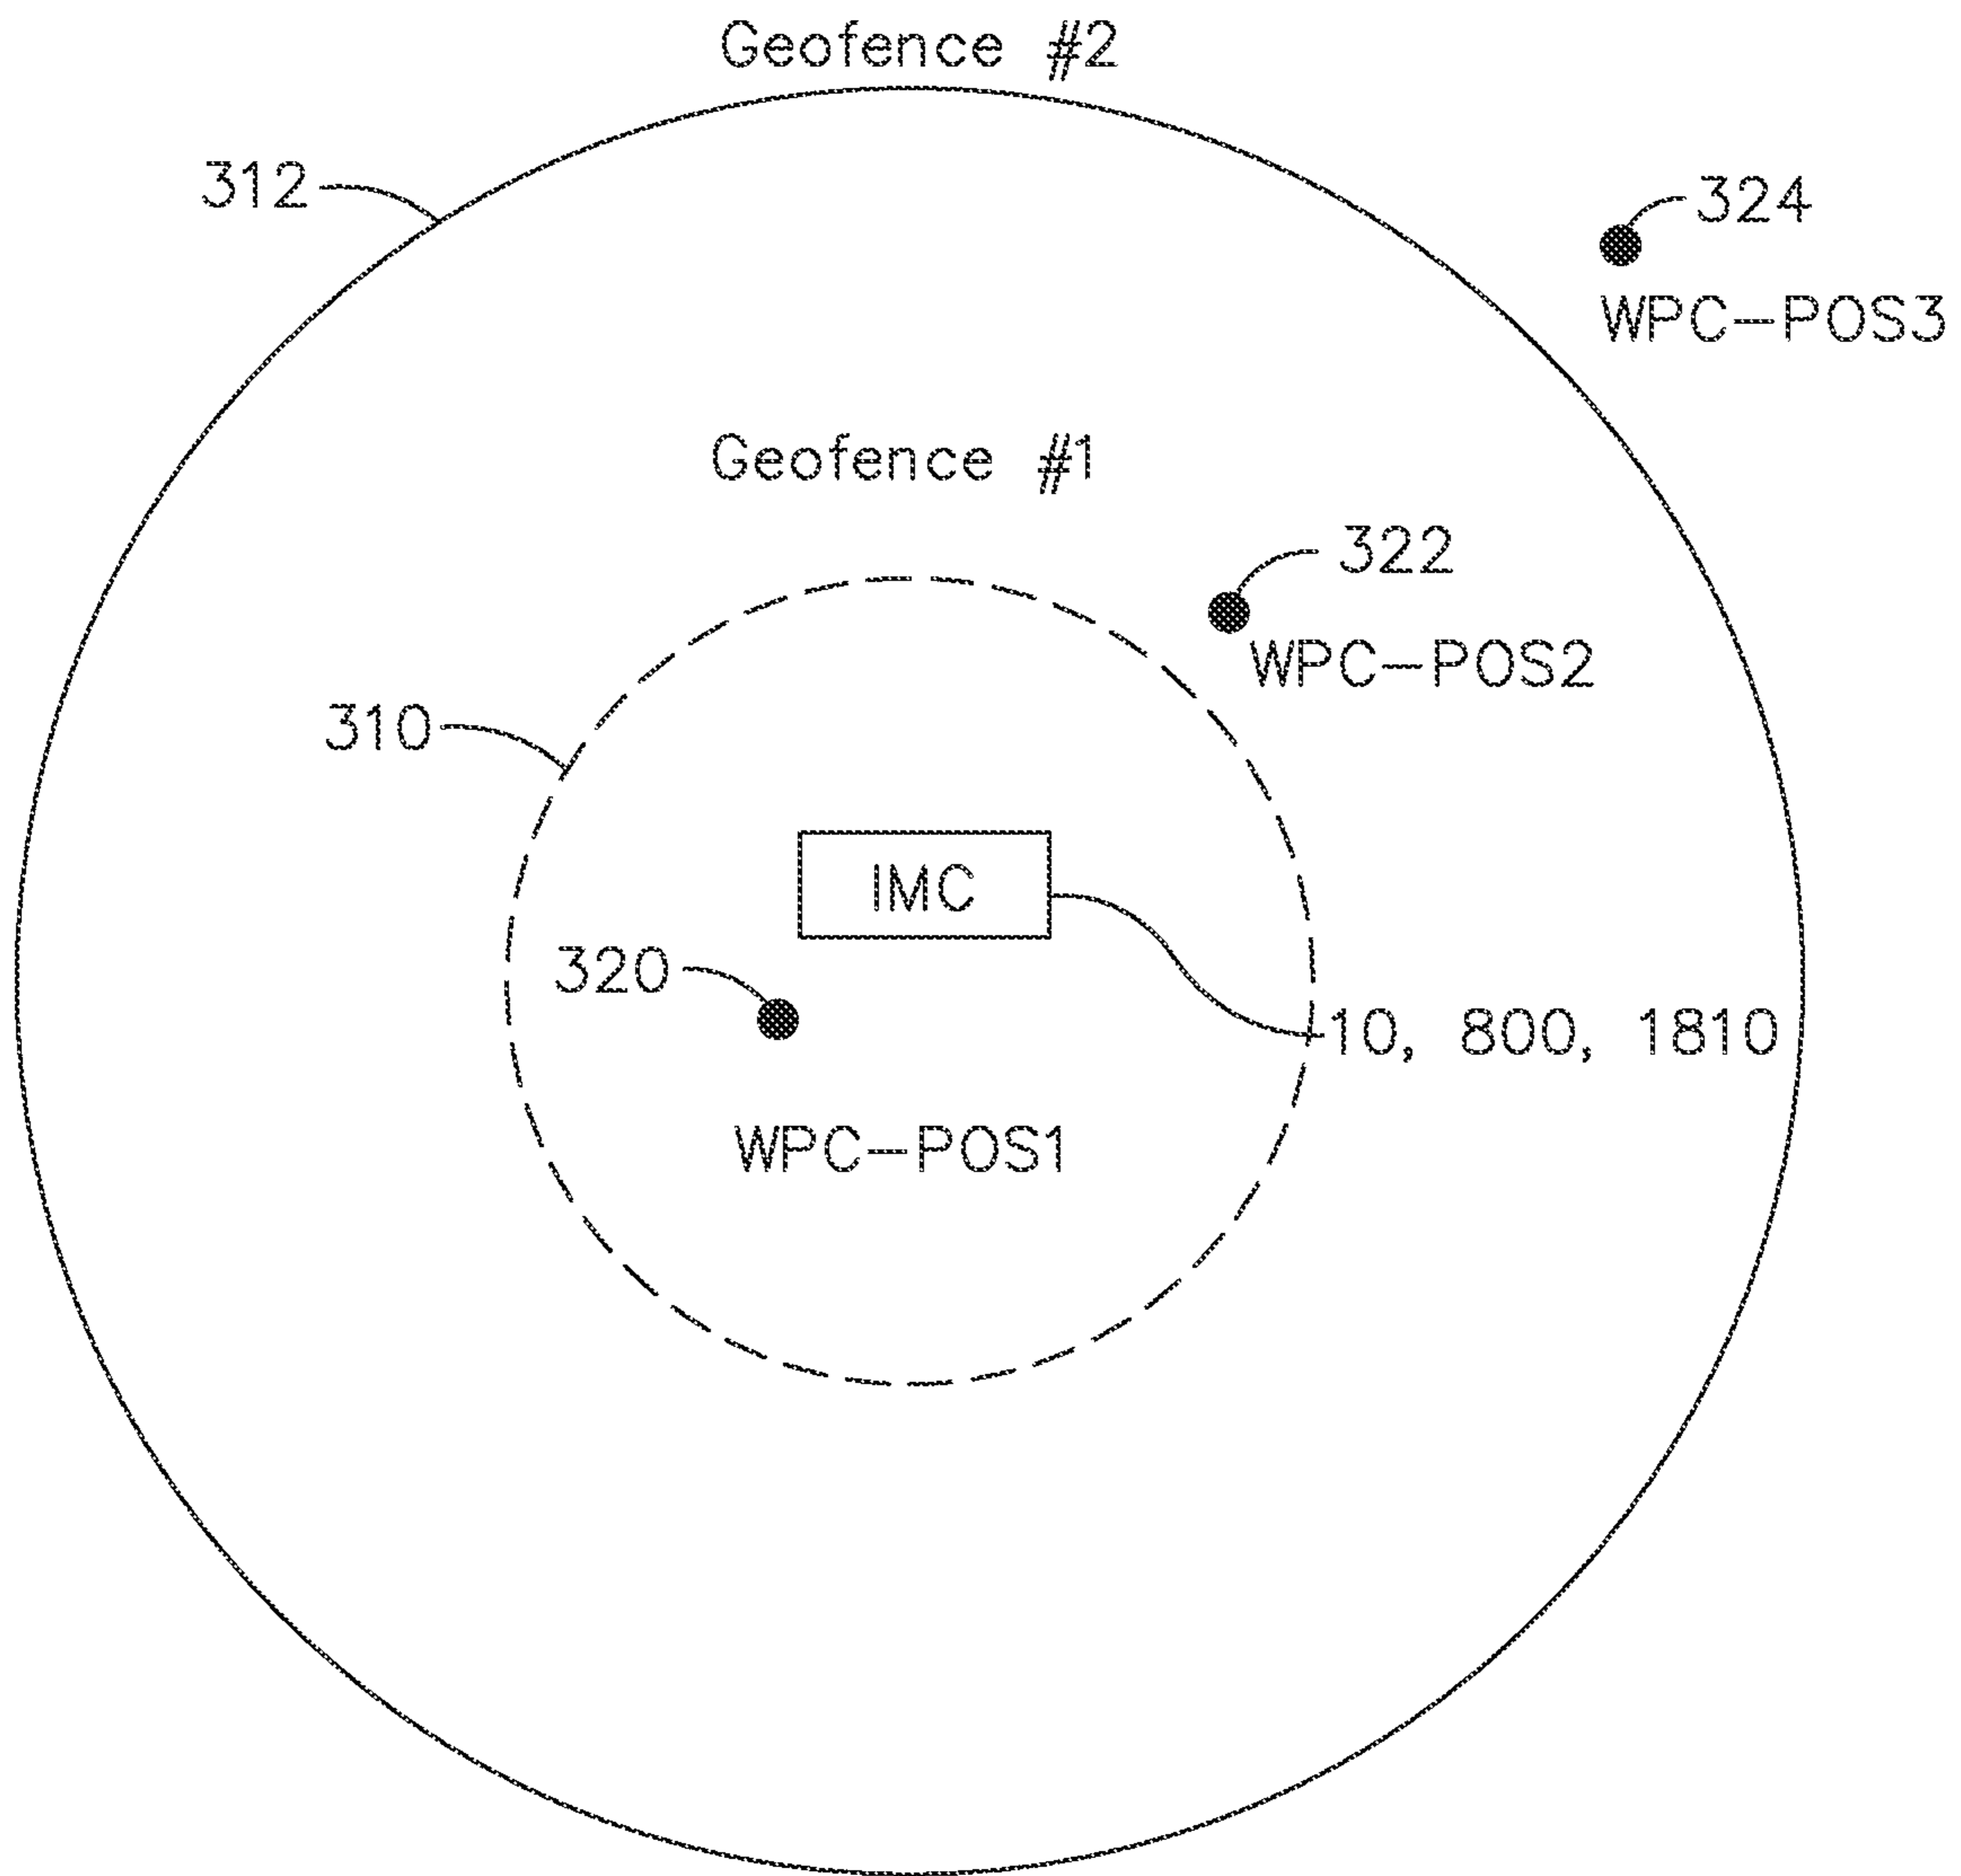 Geofence #2
312
324
WPC-POS3
Geofence #1
322
WPC-POS2
310
IMC
320
10, 800, 1810
WPC-POS1